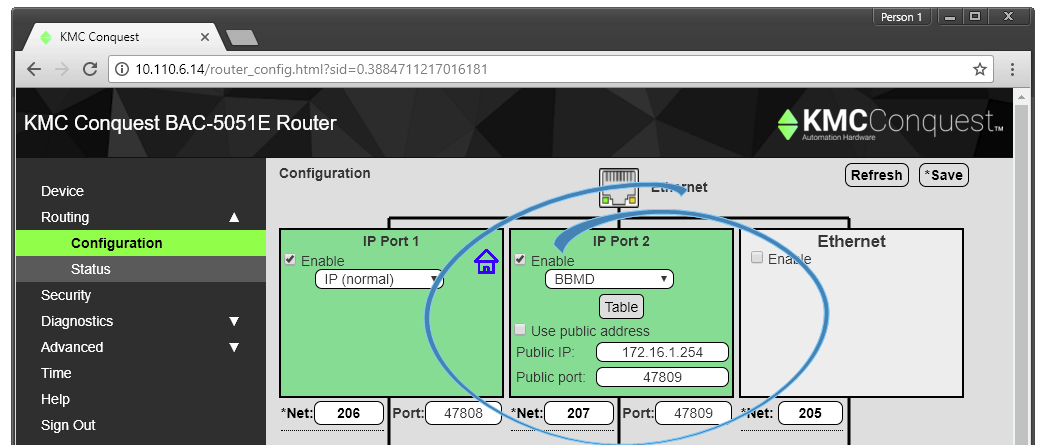 Person 1
KMC Conquest
10.110.6.14/router_config.html?sid=0.3884711217016181
KMC Conquest BAC-5051E Router
KMCConquest™
Automation Hardware
Device
Routing
Configuration
Status
Security
Diagnostics
Advanced
Time
Help
Sign Out
Configuration
Ethernet
Refresh
*Save
IP Port 1
Enable
IP (normal)
*Net: 206 Port: 47808
IP Port 2
Enable
BBMD
Table
Use public address
Public IP: 172.16.1.254
Public port: 47809
*Net: 207 Port: 47809
Ethernet
Enable
*Net: 205